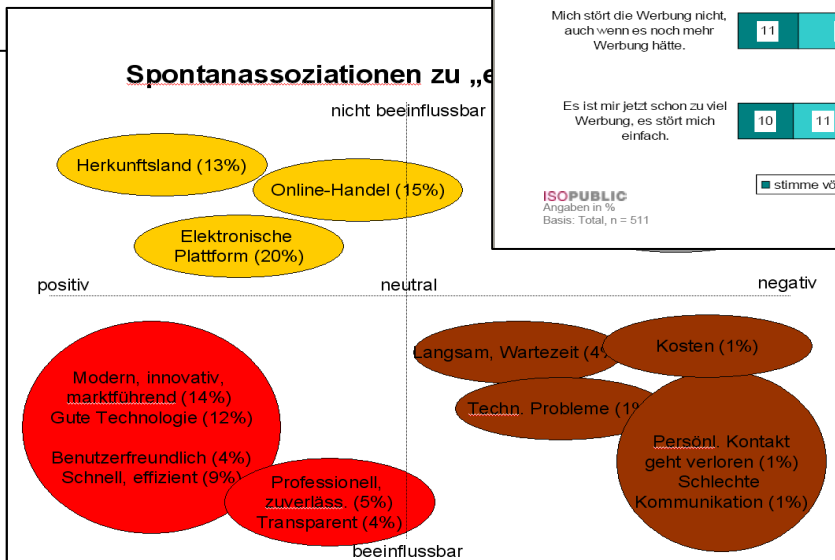 Mich stört die Werbung nicht,
auch wenn es noch mehr
Werbung hätte.
11
Es ist mir jetzt schon zu viel
Werbung, es stört mich
einfach.
10 11
stimme
ISOPUBLIC
Angaben in %
Basis: Total, n = 511
Spontanassoziationen zu „e
nicht beeinflussbar
Herkunftsland (13%)
Online-Handel (15%)
Elektronische
Plattform (20%)
positiv
neutral
negativ
Langsam, Wartezeit (4%
Kosten (1%)
Modern, innovativ,
marktführend (14%)
Gute Technologie (12%)
Benutzerfreundlich (4%)
Schnell, effizient (9%)
Techn. Probleme (1%
Persönl. Kontakt
geht verloren (1%)
Schlechte
Kommunikation (1%)
Professionell,
zuverläss. (5%)
Transparent (4%)
beeinflussbar